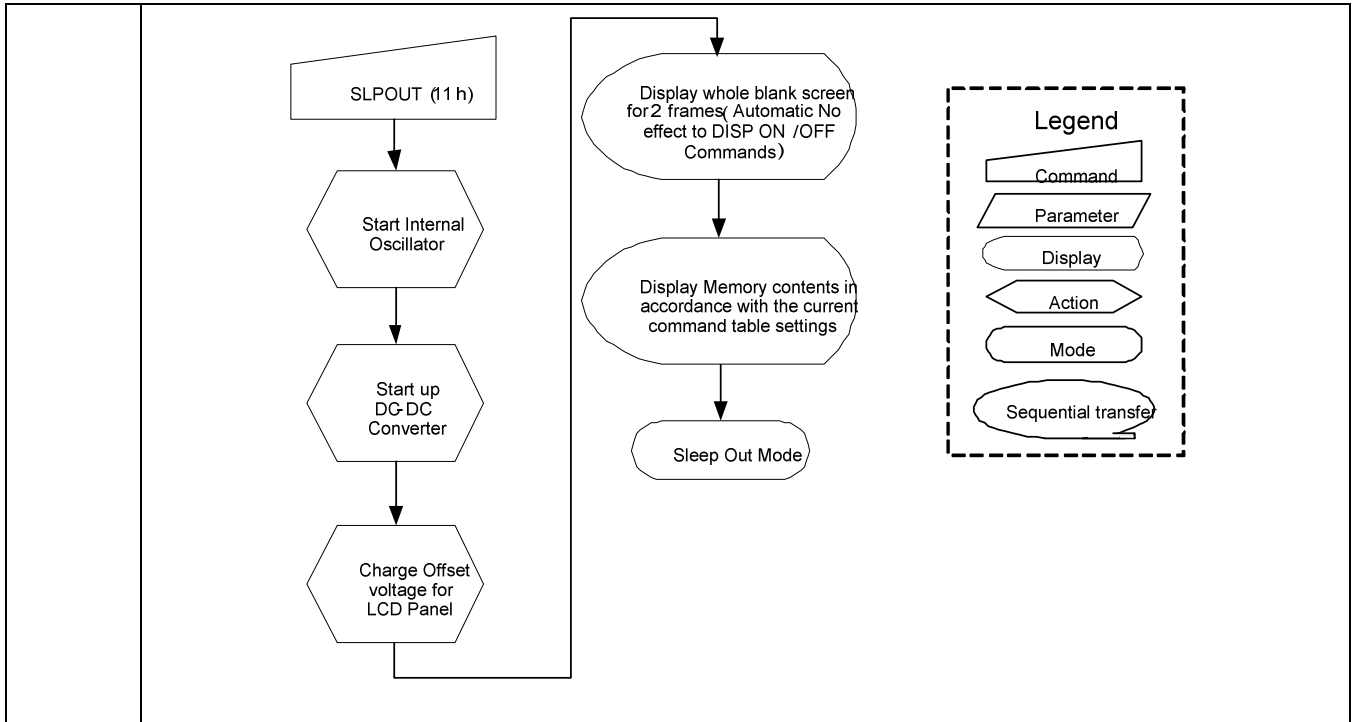 SLPOUT (11h)
Start Internal
Oscillator
Start up
DC-DC
Converter
Charge Offset
voltage for
LCD Panel
Display whole blank screen
for 2 frames( Automatic No
effect to DISP ON /OFF
Commands)
Display Memory contents in
accordance with the current
command table settings
Sleep Out Mode
Legend
Command
Parameter
Display
Action
Mode
Sequential transfer